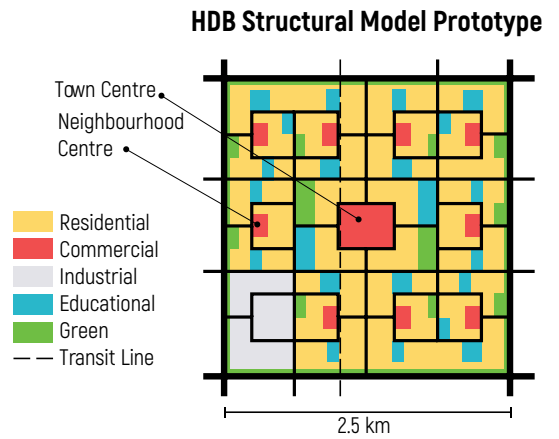 HDB Structural Model Prototype
Town Centre
Neighbourhood
Centre
Residential
Commercial
Industrial
Educational
Green
Transit Line
2.5 km